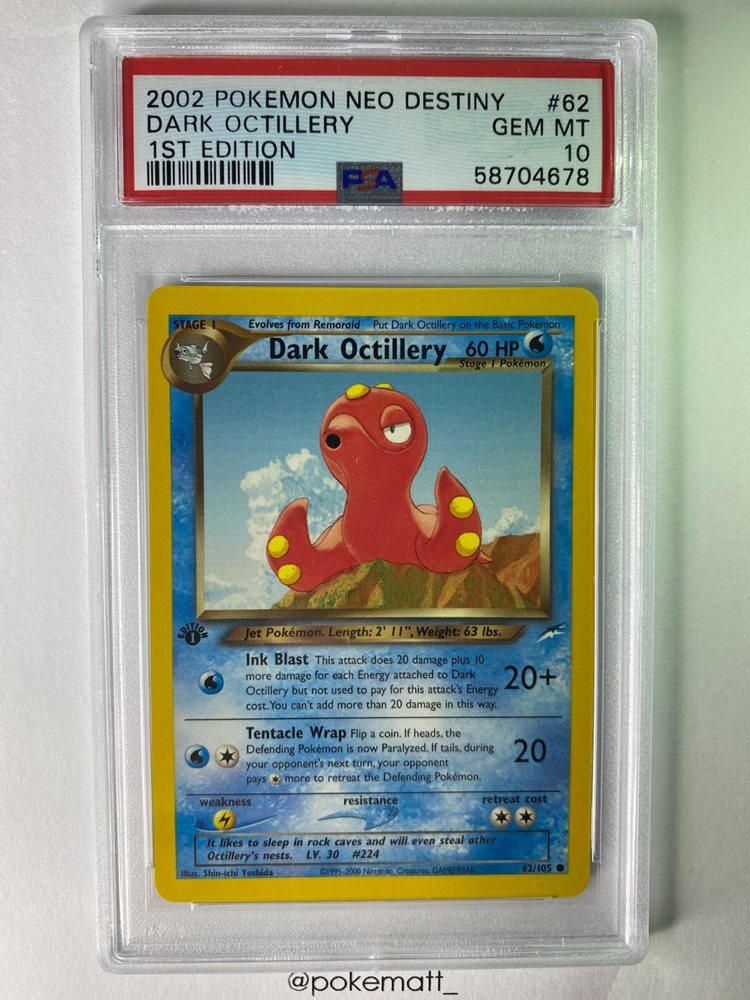 2002 POKEMON NEO DESTINY #62
DARK OCTILLERY GEM MT
1ST EDITION 10
PSA 58704678
STAGE 1 Evolves from Remoraid Put Dark Octillery on the Basic Pokémon
Dark Octillery 60 HP
Stage 1 Pokémon
EDITION 1
Jet Pokémon. Length: 2' 11", Weight: 63 lbs.
Ink Blast This attack does 20 damage plus 10
more damage for each Energy attached to Dark
Octillery but not used to pay for this attack's Energy
cost. You can't add more than 20 damage in this way.
20+
Tentacle Wrap Flip a coin. If heads, the
Defending Pokémon is now Paralyzed. If tails, during
your opponent's next turn, your opponent
pays more to retreat the Defending Pokémon.
20
weakness resistance retreat cost
It likes to sleep in rock caves and will even steal other
Octillery's nests. LV. 30 #224
Illus. Shin-ichi Yoshida ©1995-2000 Nintendo, Creatures, GAMEFREAK. 62/105
@pokematt_